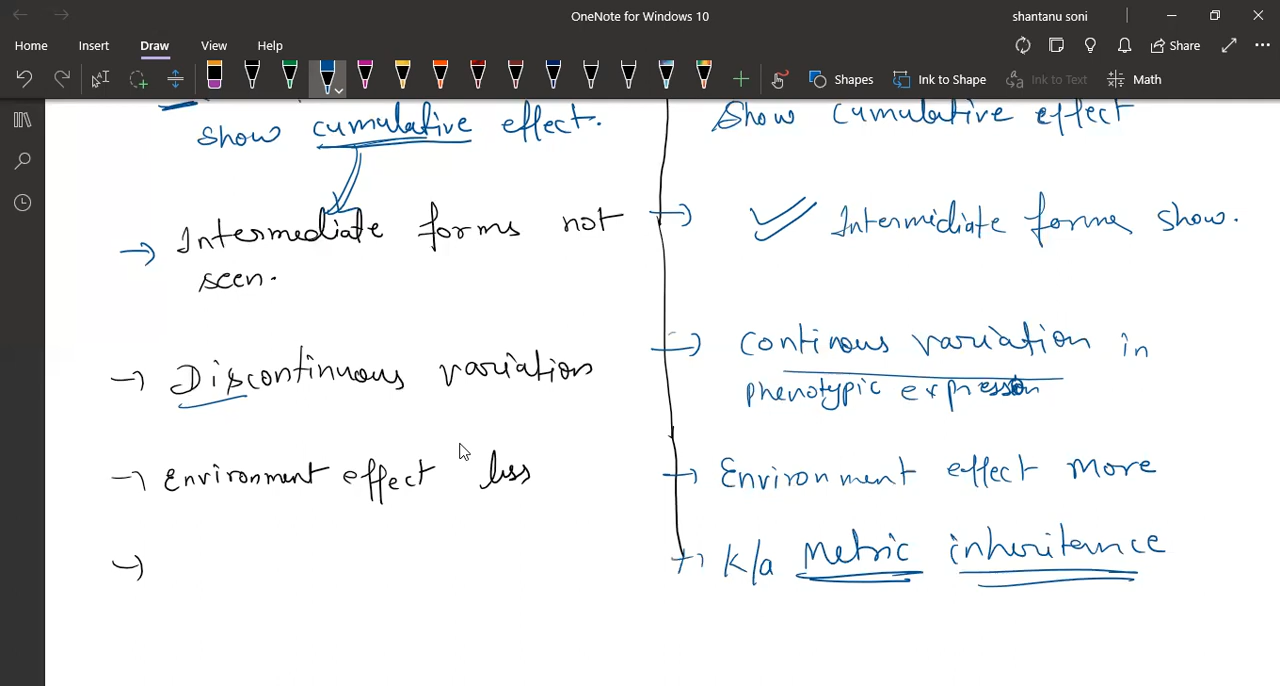 OneNote for Windows 10
shantanu soni
Home Insert Draw View Help
Share
Shapes
Ink to Shape
Ink to Text
Math
show cumulative effect.
Show cumulative effect
→ Intermediate forms not
seen.
→ Intermidiate forms show.
→ Discontinuous variation
→ continous variation in
phenotypic expression
→ Environment effect less
→ Environment effect more
→
→ K/a Metric inheritance